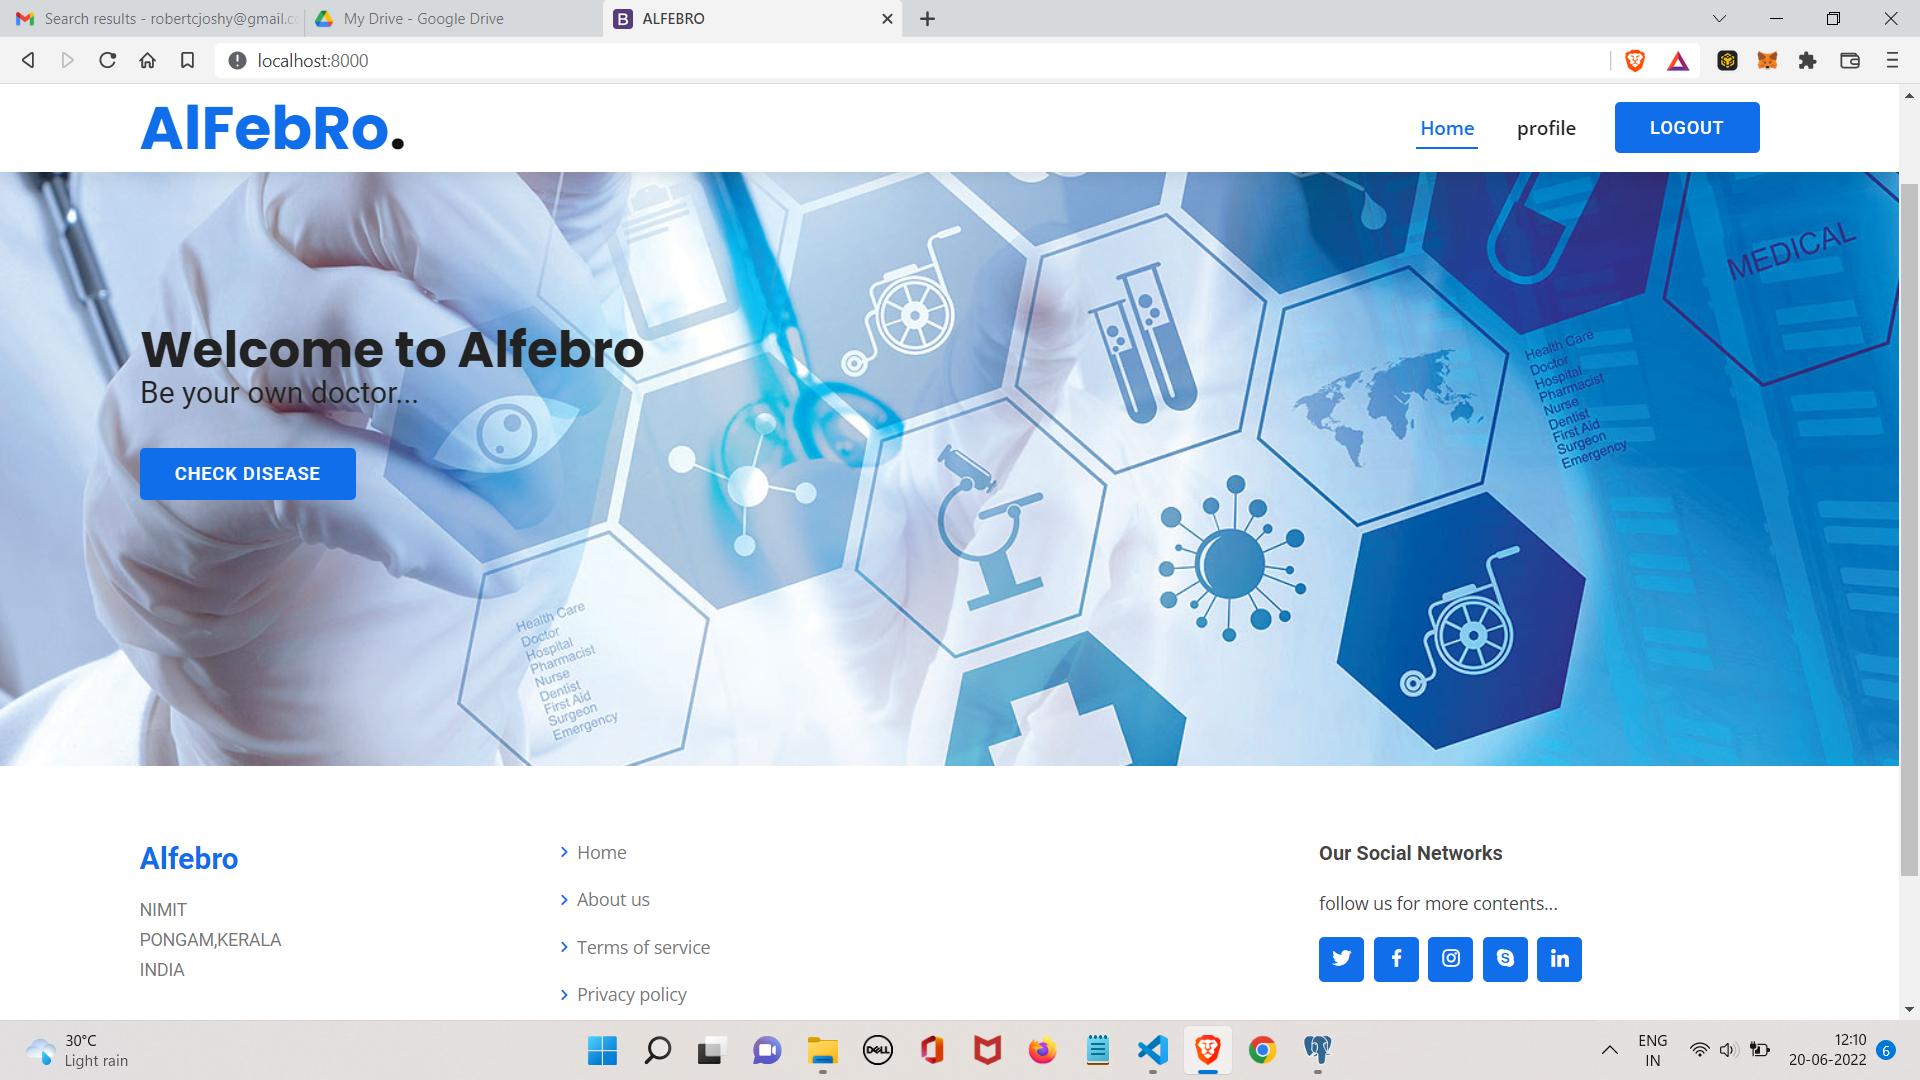 Search results - robertcjoshy@gmail.c
My Drive - Google Drive
ALFEBRO
localhost:8000
AlFebRo.
Home
profile
LOGOUT
MEDICAL
Welcome to Alfebro
Be your own doctor...
CHECK DISEASE
Health Care
Doctor
Hospital
Pharmacist
Nurse
Dentist
First Aid
Surgeon
Emergency
Health Care
Doctor
Hospital
Pharmacist
Nurse
Dentist
First Aid
Surgeon
Emergency
Alfebro
NIMIT
PONGAM,KERALA
INDIA
Home
About us
Terms of service
Privacy policy
Our Social Networks
follow us for more contents...
30°C
Light rain
DELL
ENG
IN
12:10
20-06-2022
6